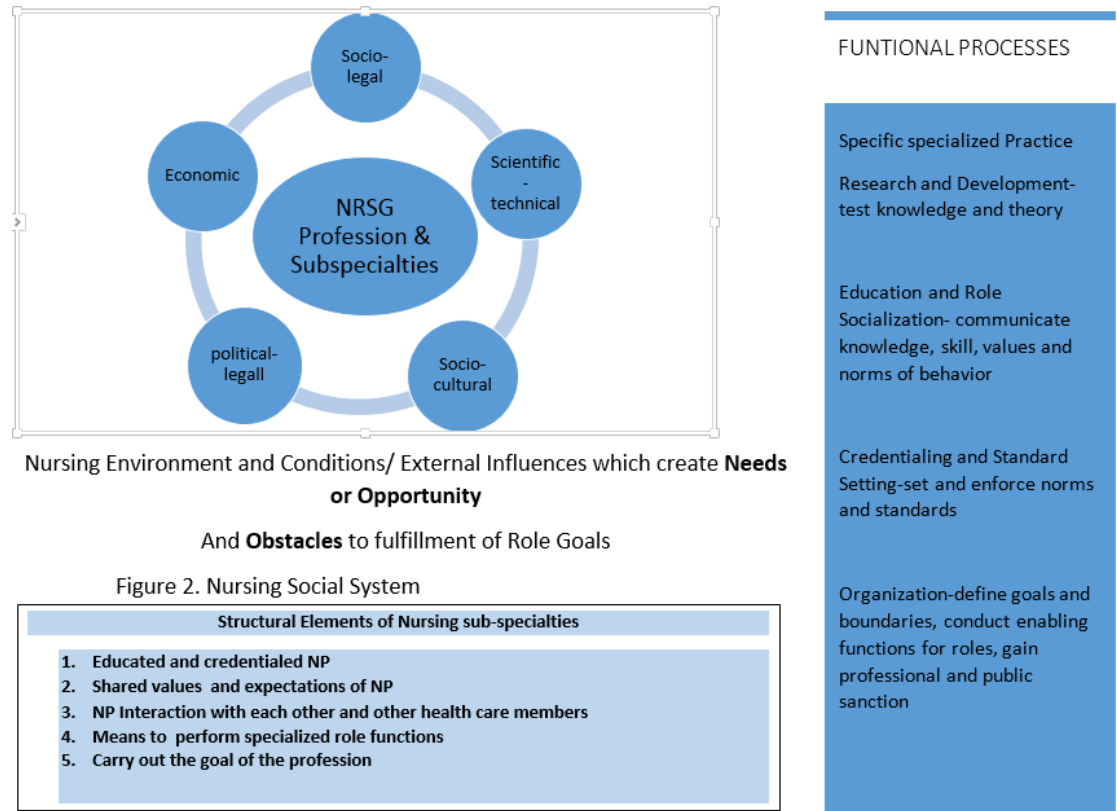 Socio-
legal
Economic
Scientific
-
technical
NRSG
Profession &
Subspecialties
political-
legall
Socio-
cultural
Nursing Environment and Conditions/ External Influences which create Needs
or Opportunity
And Obstacles to fulfillment of Role Goals
Figure 2. Nursing Social System
Structural Elements of Nursing sub-specialties
1. Educated and credentialed NP
2. Shared values and expectations of NP
3. NP Interaction with each other and other health care members
4. Means to perform specialized role functions
5. Carry out the goal of the profession
FUNTIONAL PROCESSES
Specific specialized Practice
Research and Development-
test knowledge and theory
Education and Role
Socialization- communicate
knowledge, skill, values and
norms of behavior
Credentialing and Standard
Setting-set and enforce norms
and standards
Organization-define goals and
boundaries, conduct enabling
functions for roles, gain
professional and public
sanction